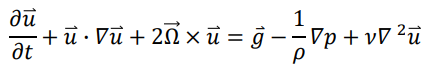 ∂u⃗/∂t + u⃗ · ∇u⃗ + 2Ω⃗ × u⃗ = g⃗ − 1/ρ ∇p + ν∇²u⃗